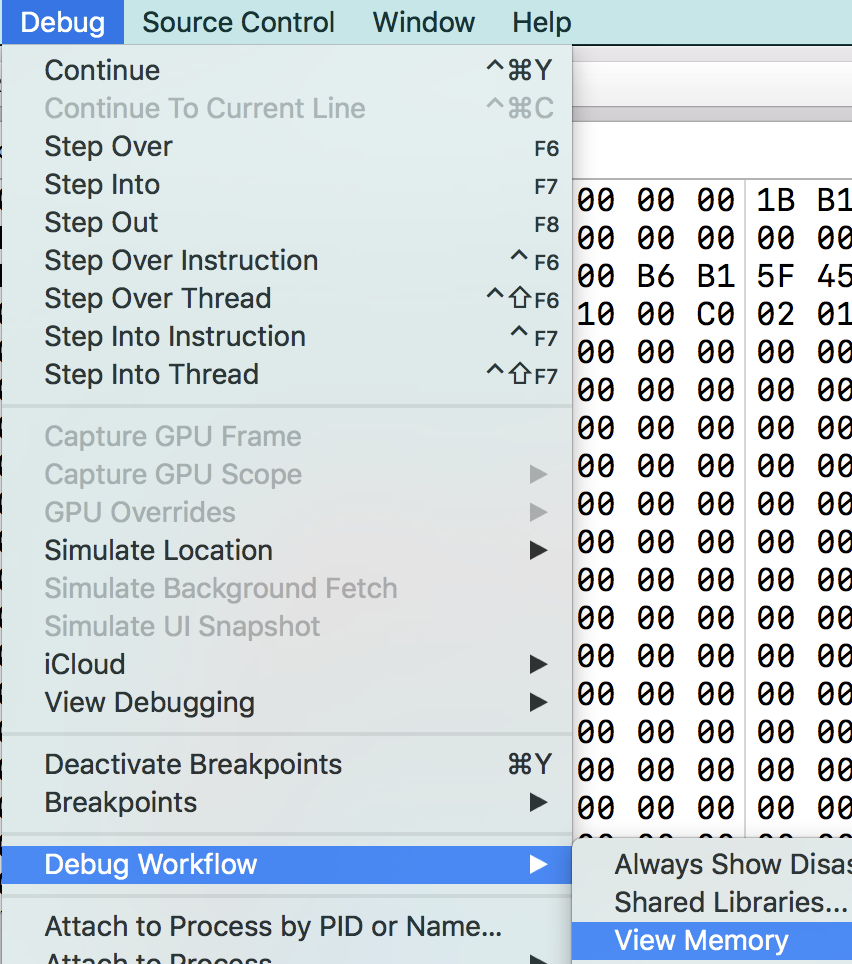 Debug Source Control Window Help
Continue ^⌘Y
Continue To Current Line ^⌘C
Step Over F6
Step Into F7
Step Out F8
Step Over Instruction ^F6
Step Over Thread ^⇧F6
Step Into Instruction ^F7
Step Into Thread ^⇧F7
Capture GPU Frame
Capture GPU Scope ▶
GPU Overrides ▶
Simulate Location ▶
Simulate Background Fetch
Simulate UI Snapshot
iCloud ▶
View Debugging ▶
Deactivate Breakpoints ⌘Y
Breakpoints ▶
Debug Workflow ▶
Attach to Process by PID or Name...
Attach to Process ▶
00 00 00 1B B1
00 00 00 00 00
00 B6 B1 5F 45
10 00 C0 02 01
00 00 00 00 00
00 00 00 00 00
00 00 00 00 00
00 00 00 00 00
00 00 00 00 00
00 00 00 00 00
00 00 00 00 00
00 00 00 00 00
00 00 00 00 00
00 00 00 00 00
00 00 00 00 00
00 00 00 00 00
00 00 00 00 00
Always Show Disas
Shared Libraries...
View Memory